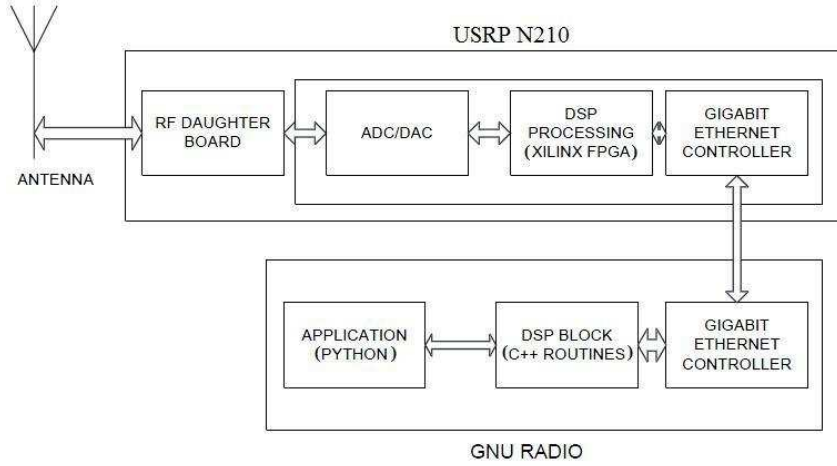 USRP N210
RF DAUGHTER
BOARD
ADC/DAC
DSP
PROCESSING
(XILINX FPGA)
GIGABIT
ETHERNET
CONTROLLER
ANTENNA
APPLICATION
(PYTHON)
DSP BLOCK
(C++ ROUTINES)
GIGABIT
ETHERNET
CONTROLLER
GNU RADIO